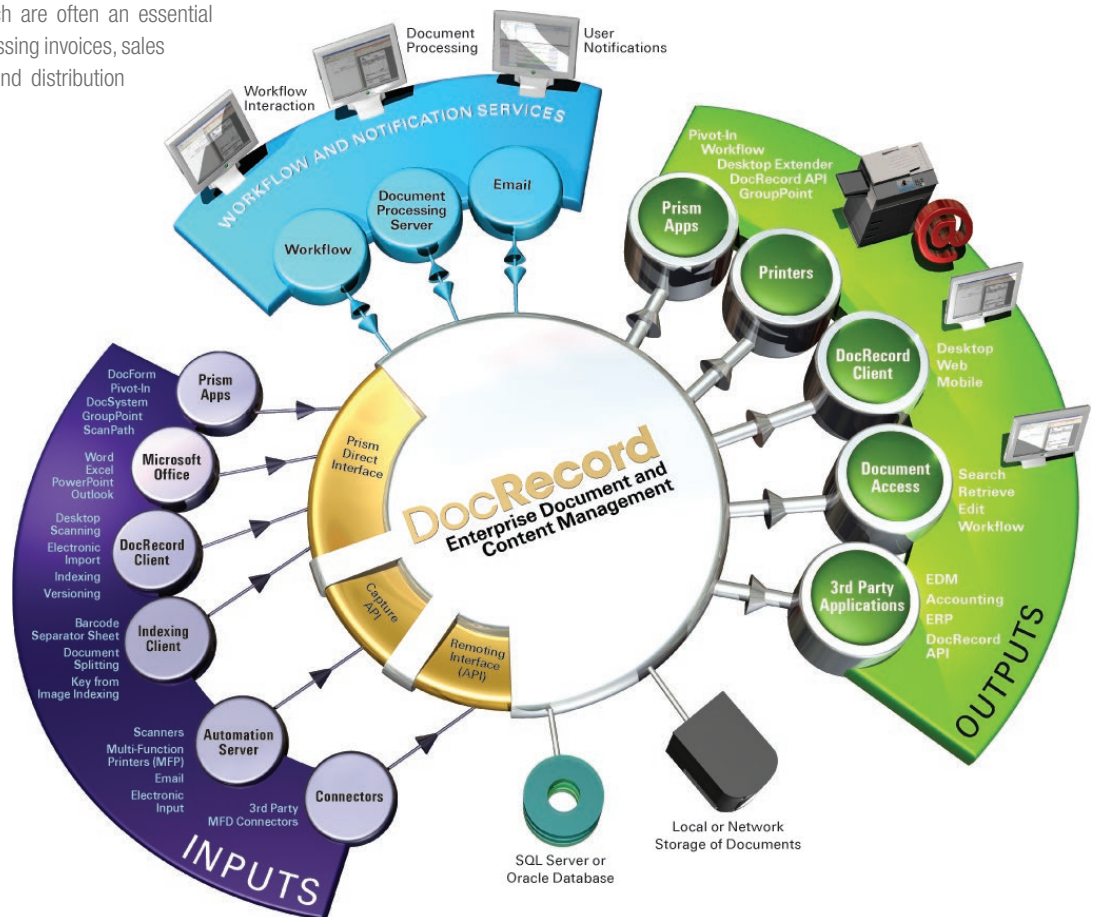 ch are often an essential
ssing invoices, sales
nd distribution
Document
Processing
User
Notifications
Workflow
Interaction
WORKFLOW AND NOTIFICATION SERVICES
Workflow
Document
Processing
Server
Email
Pivot-In
Workflow
Desktop Extender
DocRecord API
GroupPoint
Prism
Apps
Printers
@
DocRecord
Client
Desktop
Web
Mobile
Document
Access
Search
Retrieve
Edit
Workflow
3rd Party
Applications
EDM
Accounting
ERP
DocRecord
API
OUTPUTS
DocForm
Pivot-In
DocSystem
GroupPoint
ScanPath
Prism
Apps
Word
Excel
PowerPoint
Outlook
Microsoft
Office
Desktop
Scanning
Electronic
Import
Indexing
Versioning
DocRecord
Client
Barcode
Separator Sheet
Document
Splitting
Key from
Image Indexing
Indexing
Client
Scanners
Multi-Function
Printers (MFP)
Email
Electronic
Input
Automation
Server
3rd Party
MFD Connectors
Connectors
INPUTS
Prism
Direct
Interface
Capture
API
Remoting
Interface
(API)
DocRecord
Enterprise Document and
Content Management
SQL Server or
Oracle Database
Local or Network
Storage of Documents